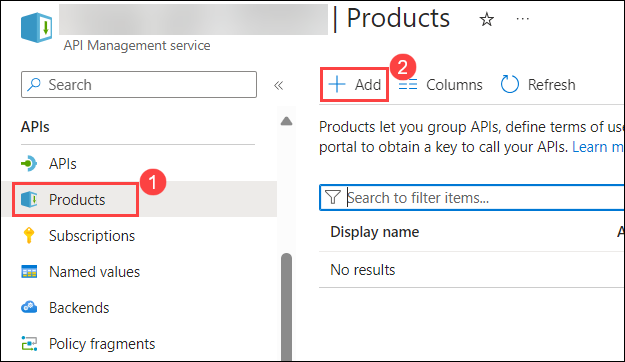 | Products
API Management service
Search
APIs
APIs
1
Products
Subscriptions
Named values
Backends
Policy fragments
2
Add
Columns
Refresh
Products let you group APIs, define terms of use
portal to obtain a key to call your APIs. Learn m
Search to filter items...
Display name
No results